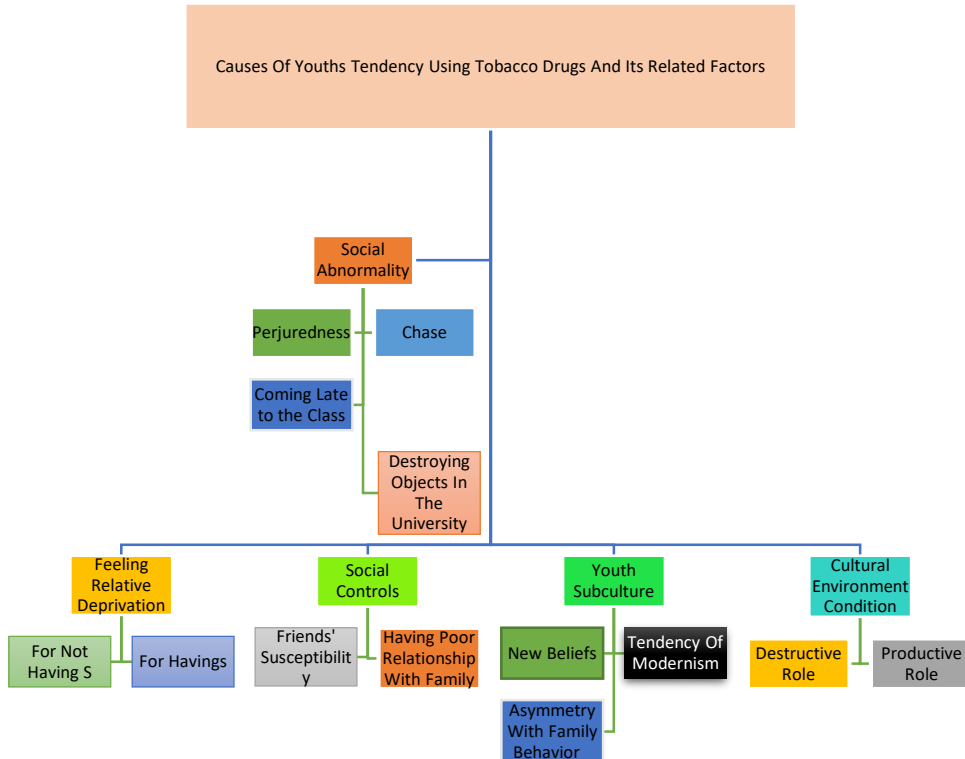 Causes Of Youths Tendency Using Tobacco Drugs And Its Related Factors
Social
Abnormality
Perjuredness
Chase
Coming Late
to the Class
Destroying
Objects In
The
University
Feeling
Relative
Deprivation
For Not
Having S
For Havings
Social
Controls
Friends'
Susceptibilit
y
Having Poor
Relationship
With Family
Youth
Subculture
New Beliefs
Tendency Of
Modernism
Asymmetry
With Family
Behavior
Cultural
Environment
Condition
Destructive
Role
Productive
Role